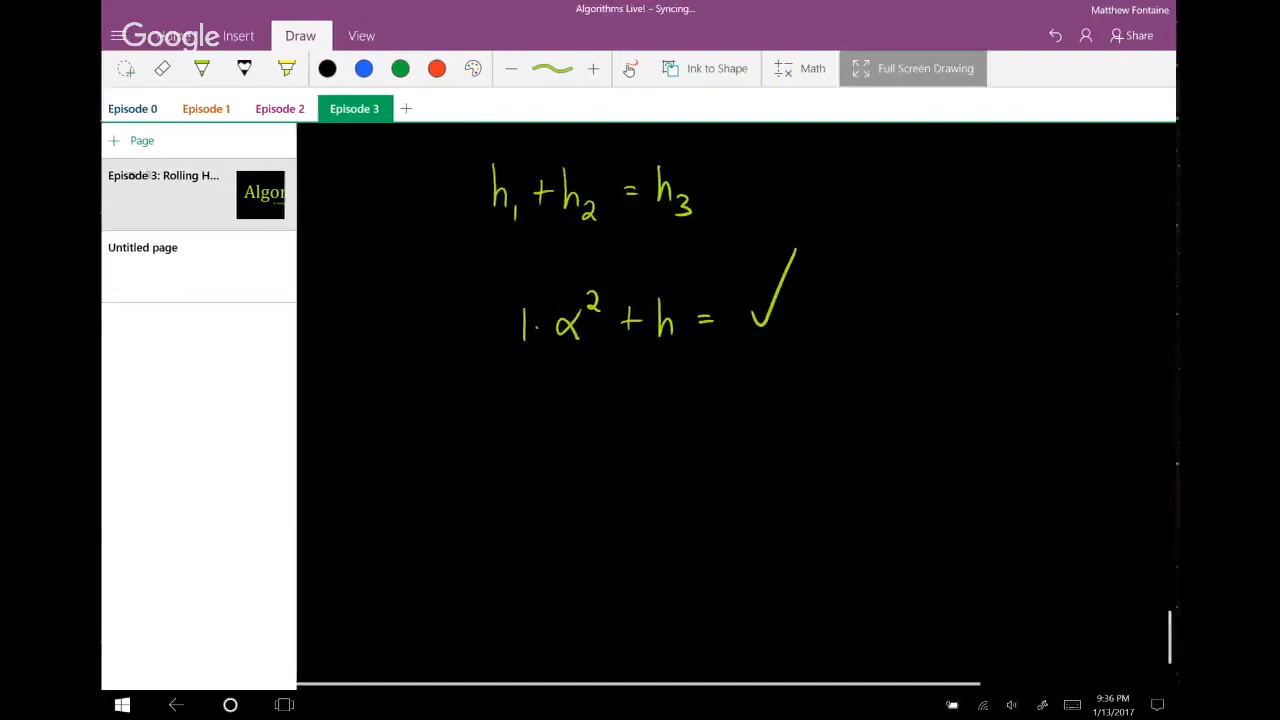 Algorithms Live! – Syncing...
Matthew Fontaine
Google
Insert
Draw
View
Share
Ink to Shape
Math
Full Screen Drawing
Episode 0
Episode 1
Episode 2
Episode 3
Page
Episode 3: Rolling H...
Algor
Untitled page
h₁ + h₂ = h₃
1 · α² + h = ✓
9:36 PM
1/13/2017